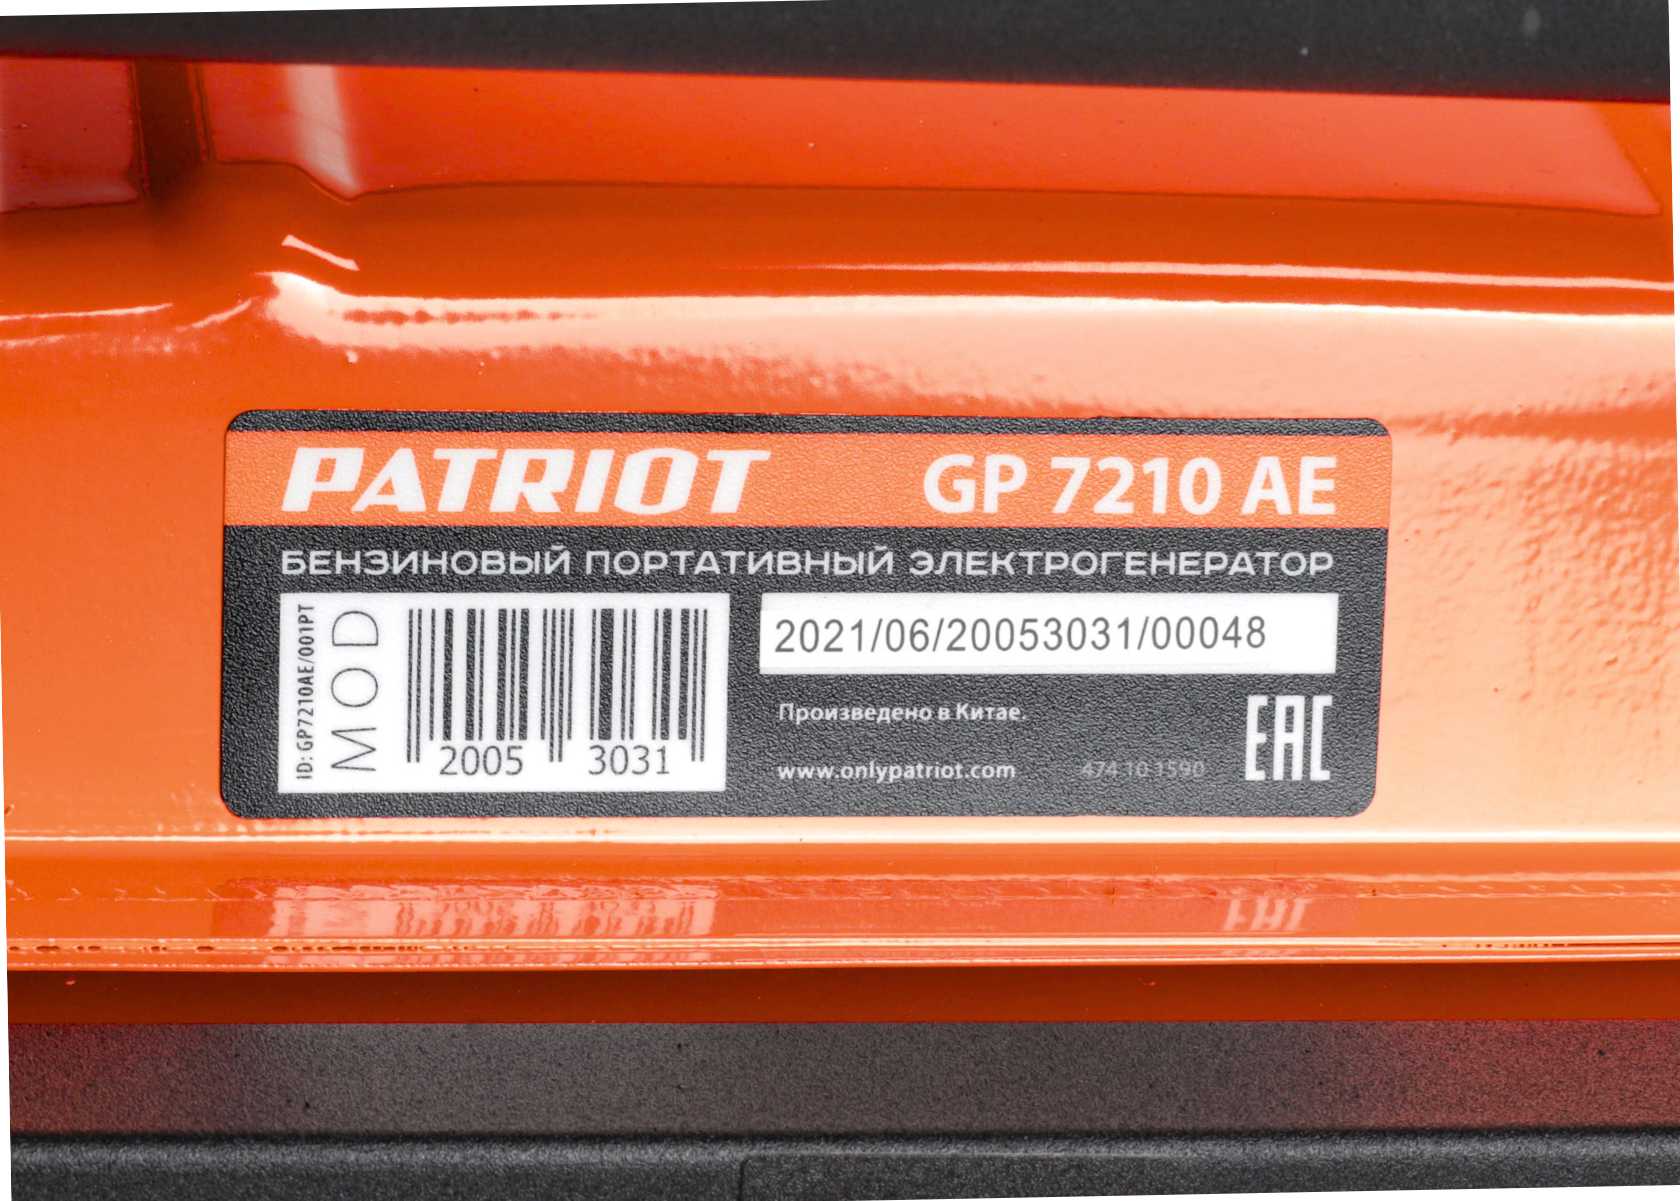 PATRIOT GP 7210 AE
БЕНЗИНОВЫЙ ПОРТАТИВНЫЙ ЭЛЕКТРОГЕНЕРАТОР
ID: GP7210AE/001PT
MOD
2005 3031
2021/06/20053031/00048
Произведено в Китае.
www.onlypatriot.com
474 10 1590
EAC